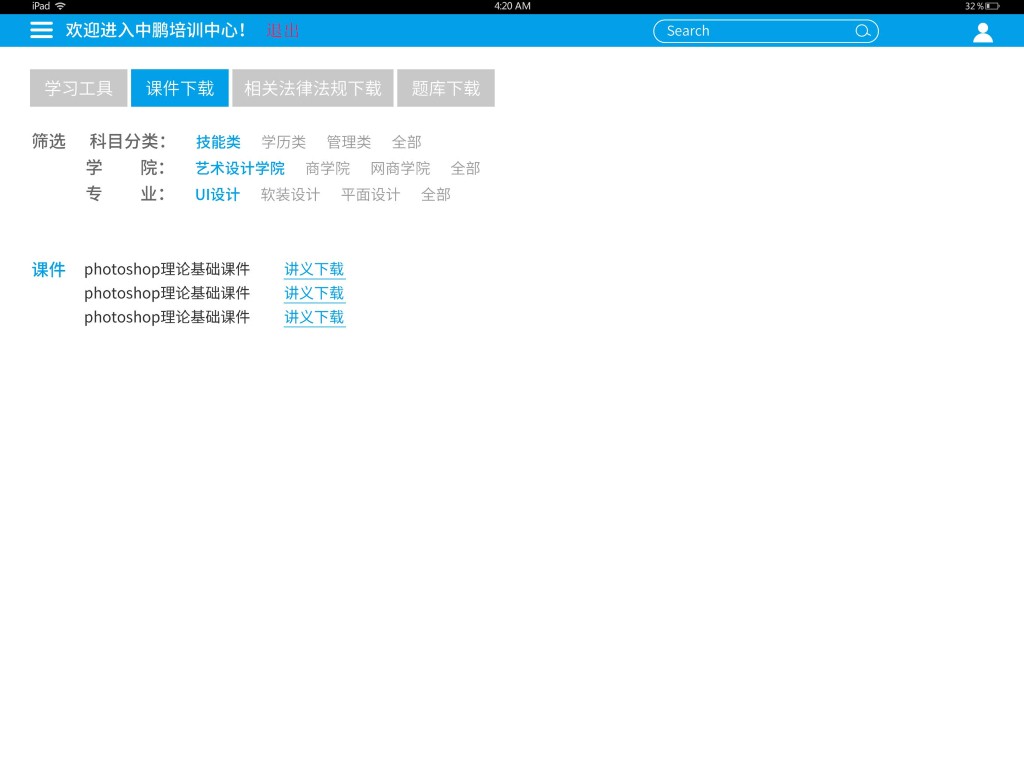 iPad 4:20 AM 32%
欢迎进入中鹏培训中心! 退出 Search
学习工具 课件下载 相关法律法规下载 题库下载
筛选 科目分类: 技能类 学历类 管理类 全部
学 院: 艺术设计学院 商学院 网商学院 全部
专 业: UI设计 软装设计 平面设计 全部
课件 photoshop理论基础课件 讲义下载
photoshop理论基础课件 讲义下载
photoshop理论基础课件 讲义下载